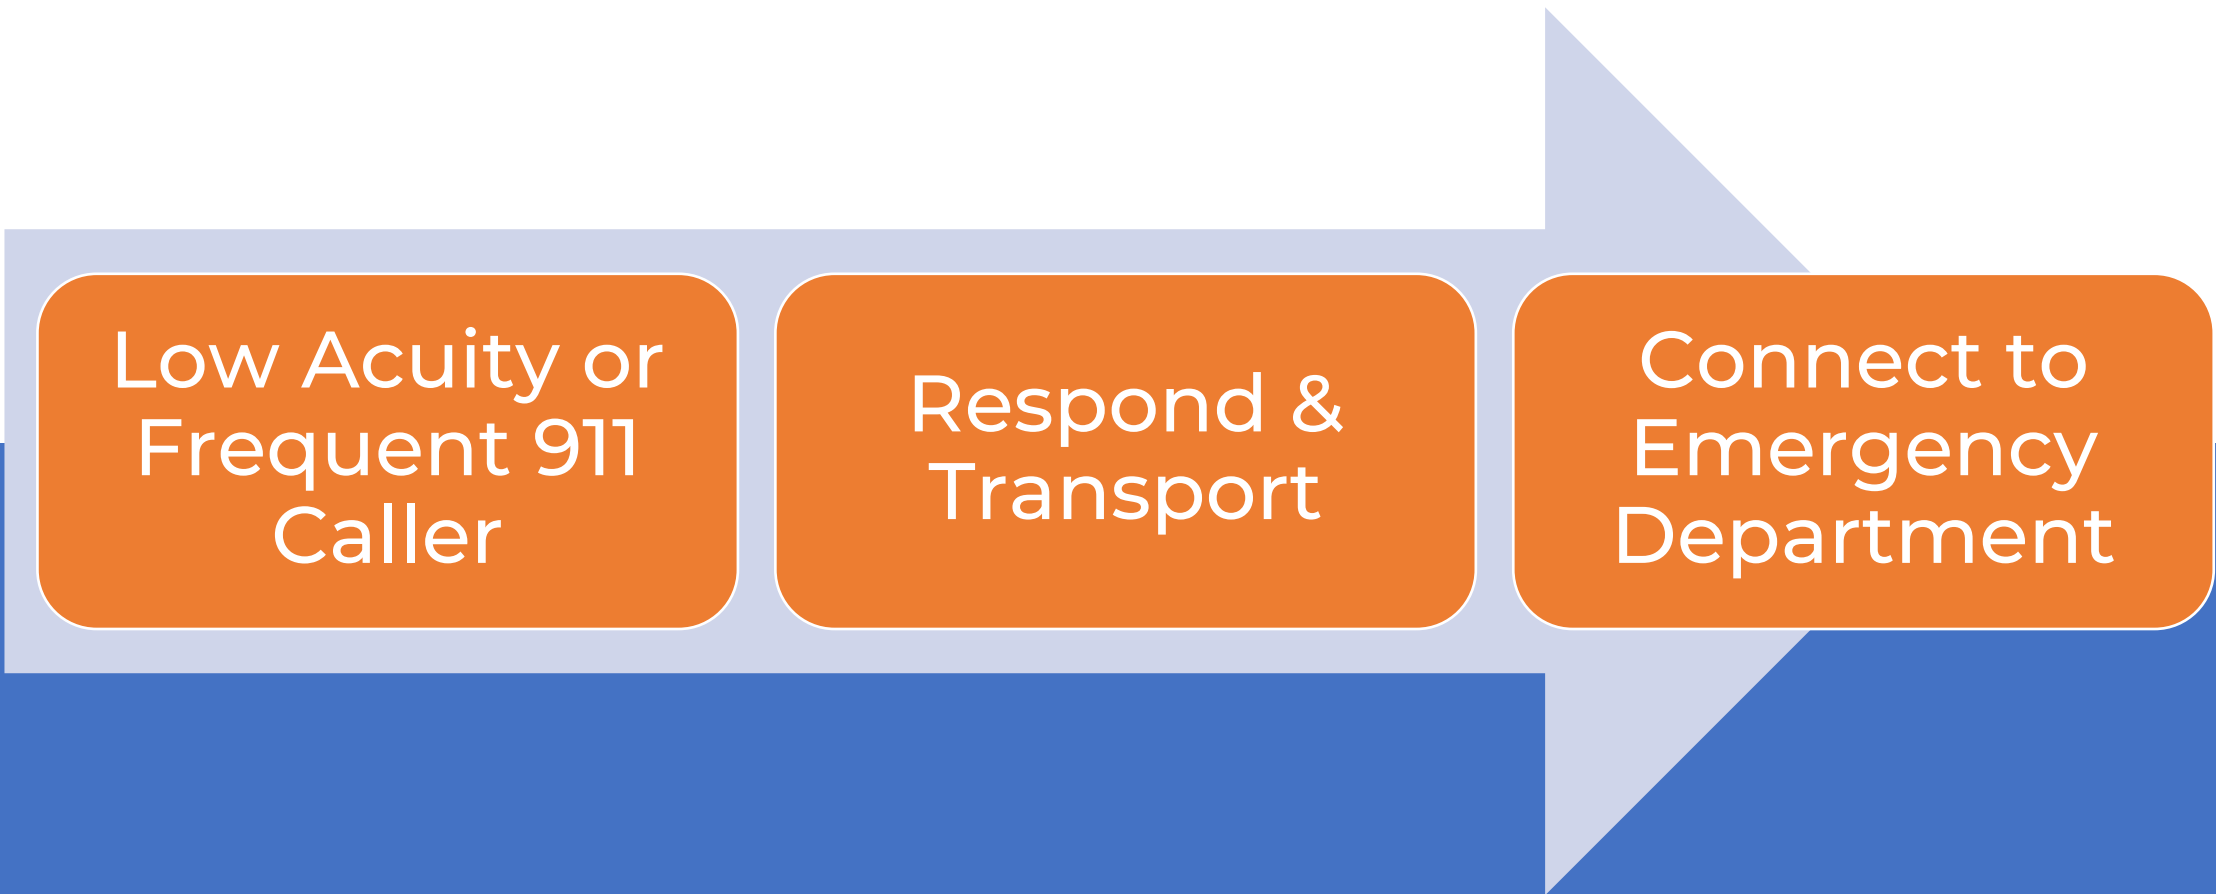 Low Acuity or
Frequent 911
Caller
Respond &
Transport
Connect to
Emergency
Department